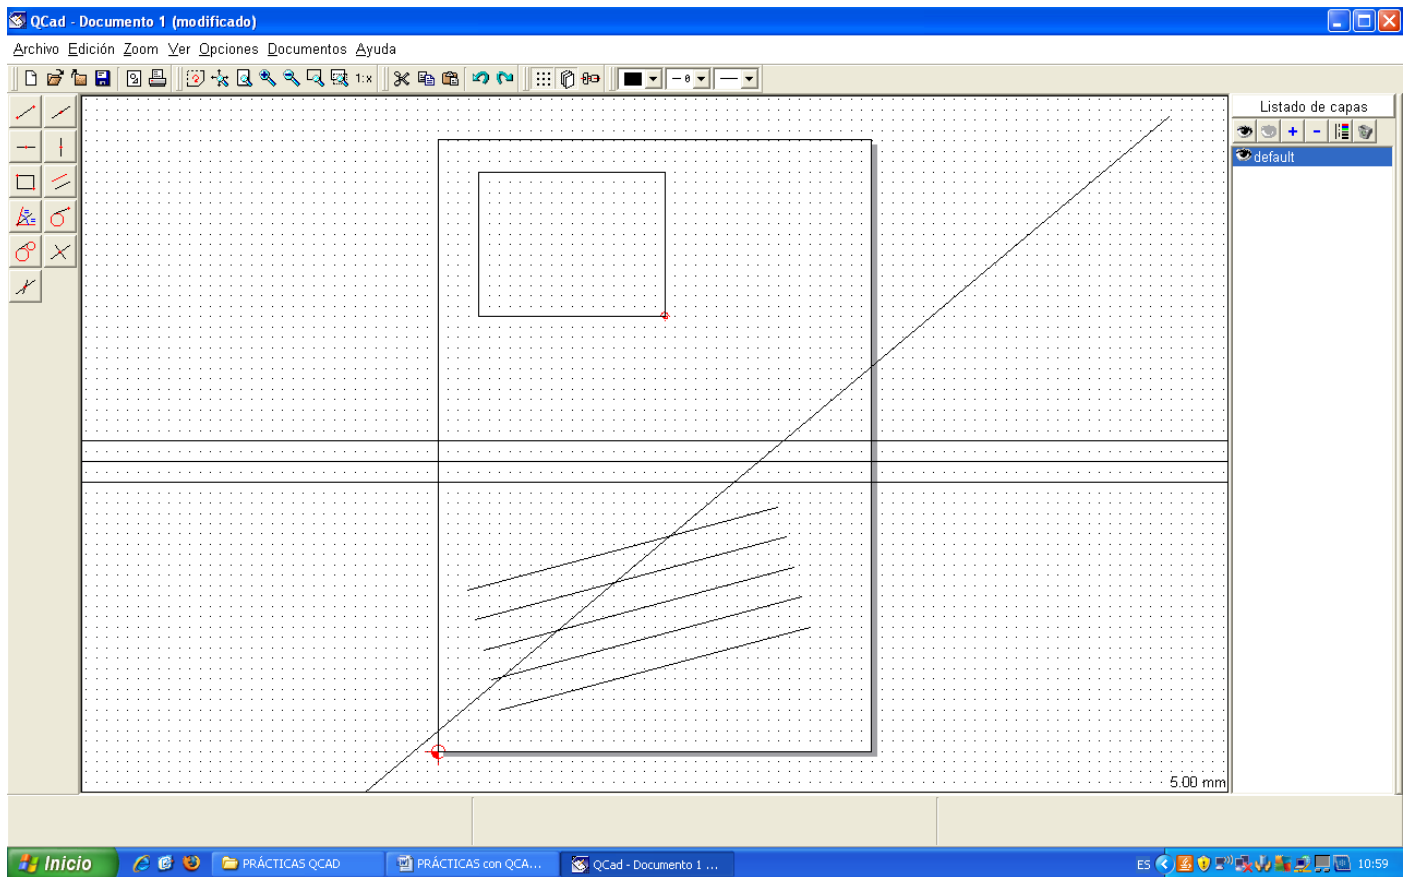 QCad - Documento 1 (modificado)
Archivo Edición Zoom Ver Opciones Documentos Ayuda
1:x
0
Listado de capas
default
5.00 mm
Inicio
PRÁCTICAS QCAD
PRÁCTICAS con QCA...
QCad - Documento 1 ...
ES
10:59